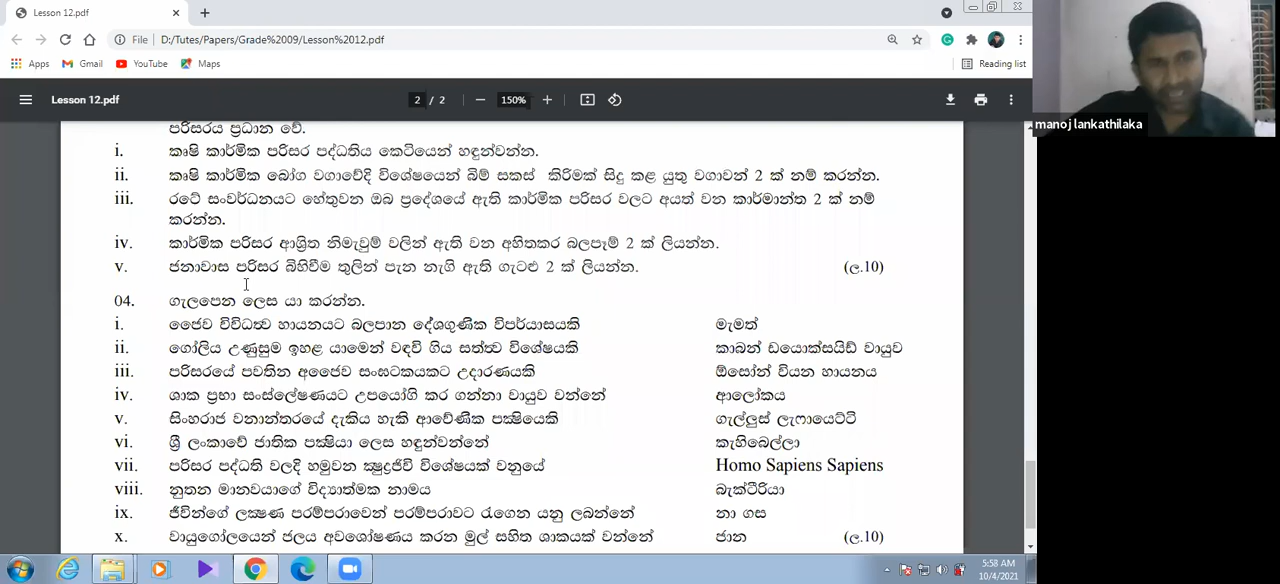 Lesson 12.pdf
File D:/Tutes/Papers/Grade%2009/Lesson%2012.pdf
Apps Gmail YouTube Maps Reading list
Lesson 12.pdf 2 / 2 150%
manoj lankathilaka
පරිසරය ප්‍රධාන වේ.
i. කෘෂි කාර්මික පරිසර පද්ධතිය කෙටියෙන් හඳුන්වන්න.
ii. කෘෂි කාර්මික බෝග වගාවේදි විශේෂයෙන් බිම් සකස් කිරිමක් සිදු කළ යුතු වගාවන් 2 ක් නම් කරන්න.
iii. රටේ සංවර්ධනයට හේතුවන ඔබ ප්‍රදේශයේ ඇති කාර්මික පරිසර වලට අයත් වන කාර්මාන්ත 2 ක් නම්
කරන්න.
iv. කාර්මික පරිසර ආශ්‍රිත නිමැවුම් වලින් ඇති වන අහිතකර බලපෑම් 2 ක් ලියන්න.
v. ජනාවාස පරිසර බිහිවීම තුලින් පැන නැගි ඇති ගැටළු 2 ක් ලියන්න. (ල.10)
04. ගැලපෙන ලෙස යා කරන්න.
i. ජෛව විවිධත්ව හායනයට බලපාන දේශගුණික විපර්යාසයකි මැමත්
ii. ගෝලිය උණුසුම ඉහළ යාමෙන් වඳවි ගිය සත්ත්ව විශේෂයකි කාබන් ඩයොක්සයිඩ් වායුව
iii. පරිසරයේ පවතින අජෛව සංඝටකයකට උදාරණයකි ඕසෝන් වියන හායනය
iv. ශාක ප්‍රභා සංස්ලේෂණයට උපයෝගි කර ගන්නා වායුව වන්නේ ආලෝකය
v. සිංහරාජ වනාන්තරයේ දැකිය හැකි ආවේණික පක්ෂියෙකි ගැල්ලුස් ලැෆායෙට්ටි
vi. ශ්‍රී ලංකාවේ ජාතික පක්ෂියා ලෙස හඳුන්වන්නේ කැහිබෙල්ලා
vii. පරිසර පද්ධති වලදි හමුවන ක්‍ෂුද්‍රජිවි විශේෂයක් වනුයේ Homo Sapiens Sapiens
viii. නුතන මානවයාගේ විද්‍යාත්මක නාමය බැක්ටීරියා
ix. ජීවින්ගේ ලක්‍ෂණ පරම්පරාවෙන් පරම්පරාවට රැගෙන යනු ලබන්නේ නා ගස
x. වායුගෝලයෙන් ජලය අවශෝෂණය කරන මුල් සහිත ශාකයක් වන්නේ ජාන (ල.10)
5:58 AM
10/4/2021